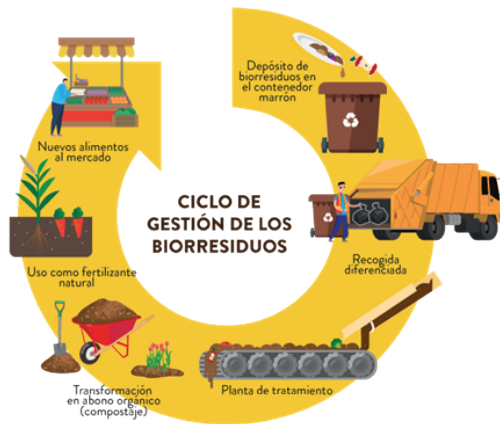 CICLO DE
GESTIÓN DE LOS
BIORRESIDUOS
Depósito de
biorresiduos en
el contenedor
marrón
Recogida
diferenciada
Planta de tratamiento
Transformación
en abono orgánico
(compostaje)
Uso como fertilizante
natural
Nuevos alimentos
al mercado